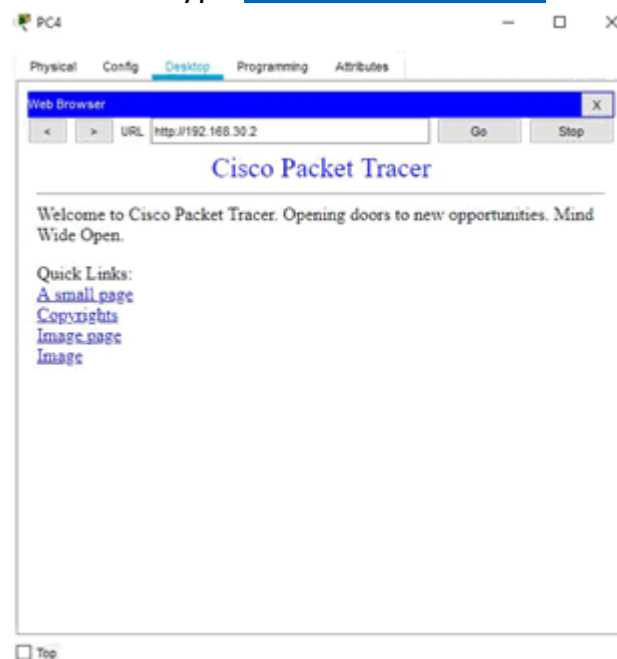 PC4
Physical Config Desktop Programming Attributes
Web Browser X
< > URL http://192.168.30.2 Go Stop
Cisco Packet Tracer
Welcome to Cisco Packet Tracer. Opening doors to new opportunities. Mind
Wide Open.
Quick Links:
A small page
Copyrights
Image page
Image
Top